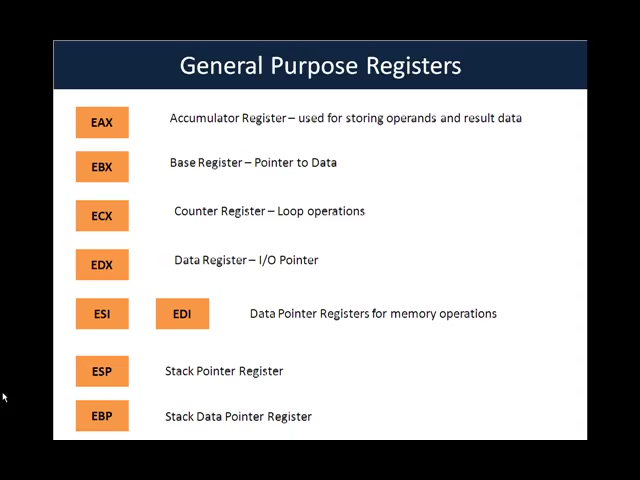 General Purpose Registers
EAX Accumulator Register – used for storing operands and result data
EBX Base Register – Pointer to Data
ECX Counter Register – Loop operations
EDX Data Register – I/O Pointer
ESI EDI Data Pointer Registers for memory operations
ESP Stack Pointer Register
EBP Stack Data Pointer Register